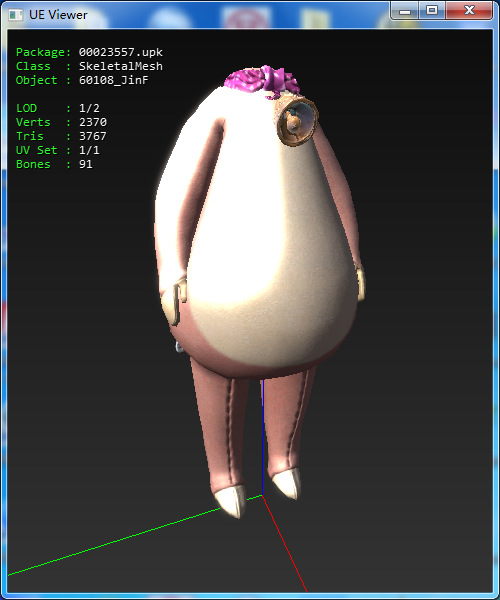 UE Viewer
Package: 00023557.upk
Class : SkeletalMesh
Object : 60108_JinF
LOD : 1/2
Verts : 2370
Tris : 3767
UV Set : 1/1
Bones : 91